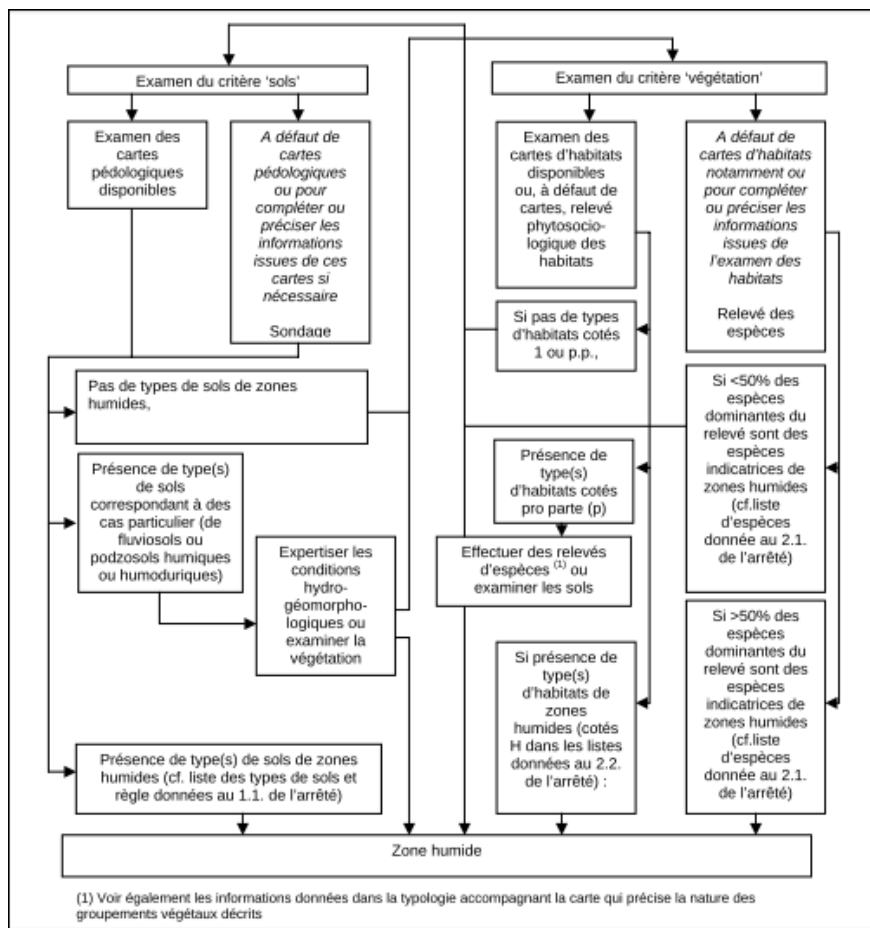 Examen du critère ‘sols’
Examen des
cartes
pédologiques
disponibles
A défaut de
cartes
pédologiques
ou pour
compléter ou
préciser les
informations
issues de ces
cartes si
nécessaire
Sondage
Pas de types de sols de zones
humides,
Présence de type(s)
de sols
correspondant à des
cas particulier (de
fluviosols ou
podzosols humiques
ou humoduriques)
Expertiser les
conditions
hydro-
géomorpho-
logiques ou
examiner la
végétation
Présence de type(s) de sols de zones
humides (cf. liste des types de sols et
règle données au 1.1. de l’arrêté)
Examen du critère ‘végétation’
Examen des
cartes d’habitats
disponibles
ou, à défaut de
cartes, relevé
phytosocio-
logique des
habitats
A défaut de
cartes d’habitats
notamment ou
pour compléter
ou préciser les
informations
issues de
l’examen des
habitats
Relevé des
espèces
Si pas de types
d’habitats cotés
1 ou p.p.,
Présence de
type(s)
d’habitats cotés
pro parte (p)
Effectuer des relevés
d’espèces (1) ou
examiner les sols
Si présence de
type(s)
d’habitats de
zones
humides (cotés
H dans les listes
données au 2.2.
de l’arrêté) :
Si <50% des
espèces
dominantes du
relevé sont des
espèces
indicatrices de
zones humides
(cf.liste
d’espèces
donnée au 2.1.
de l’arrêté)
Si >50% des
espèces
dominantes du
relevé sont des
espèces
indicatrices de
zones humides
(cf.liste
d’espèces
donnée au 2.1.
de l’arrêté)
Zone humide
(1) Voir également les informations données dans la typologie accompagnant la carte qui précise la nature des
groupements végétaux décrits